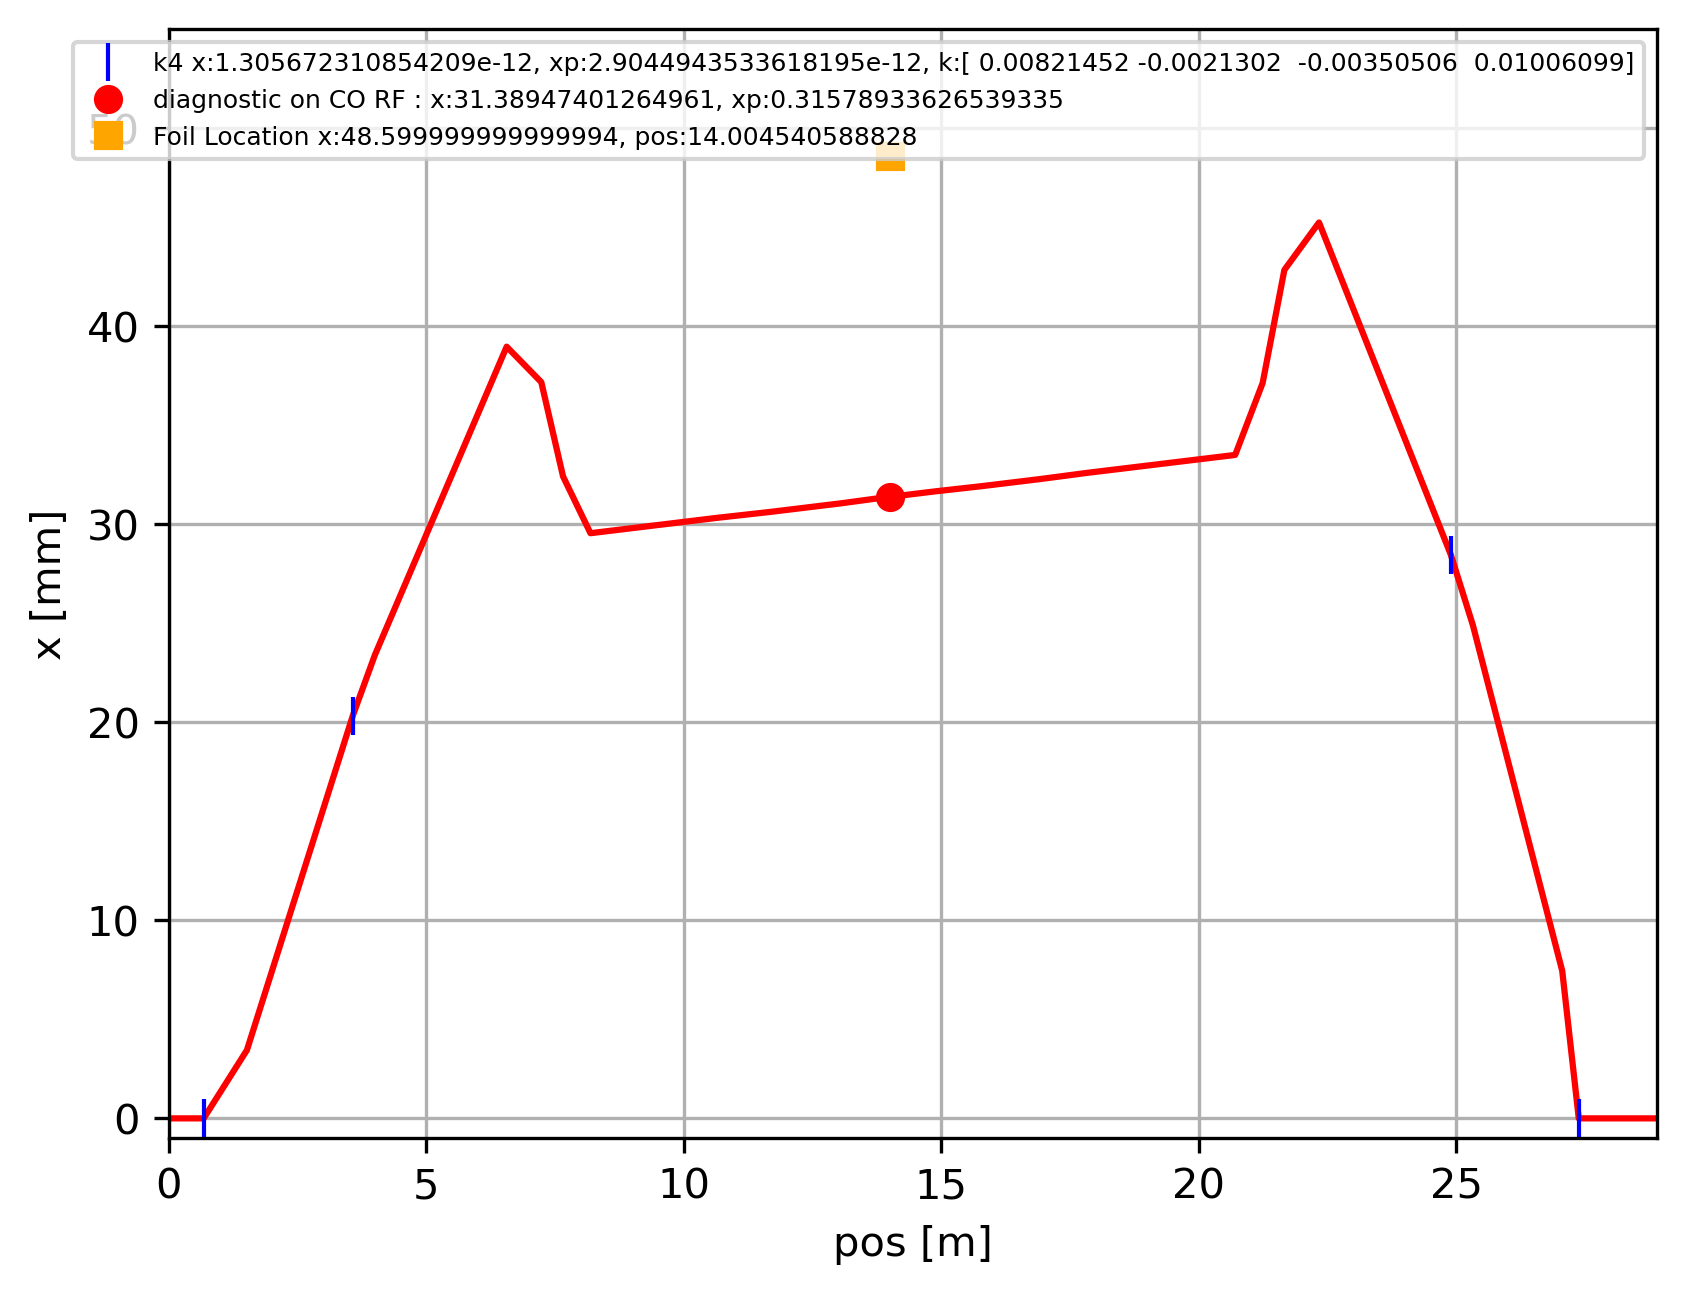 k4 x:1.305672310854209e-12, xp:2.9044943533618195e-12, k:[ 0.00821452 -0.0021302  -0.00350506  0.01006099]
diagnostic on CO RF : x:31.38947401264961, xp:0.31578933626539335
Foil Location x:48.599999999999994, pos:14.004540588828
50
40
30
20
10
0
x [mm]
0 5 10 15 20 25
pos [m]